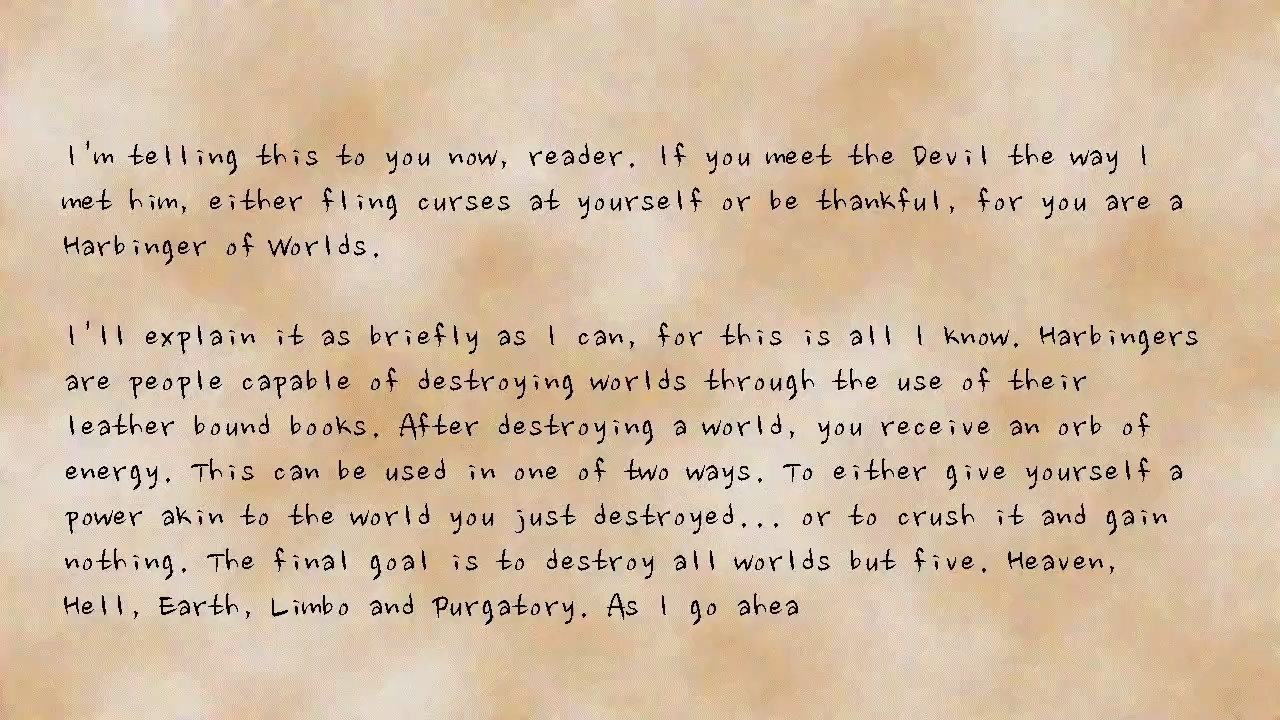 I'm telling this to you now, reader. If you meet the Devil the way I
met him, either fling curses at yourself or be thankful, for you are a
Harbinger of Worlds.
I'll explain it as briefly as I can, for this is all I know. Harbingers
are people capable of destroying worlds through the use of their
leather bound books. After destroying a world, you receive an orb of
energy. This can be used in one of two ways. To either give yourself a
power akin to the world you just destroyed... or to crush it and gain
nothing. The final goal is to destroy all worlds but five. Heaven,
Hell, Earth, Limbo and Purgatory. As I go ahea